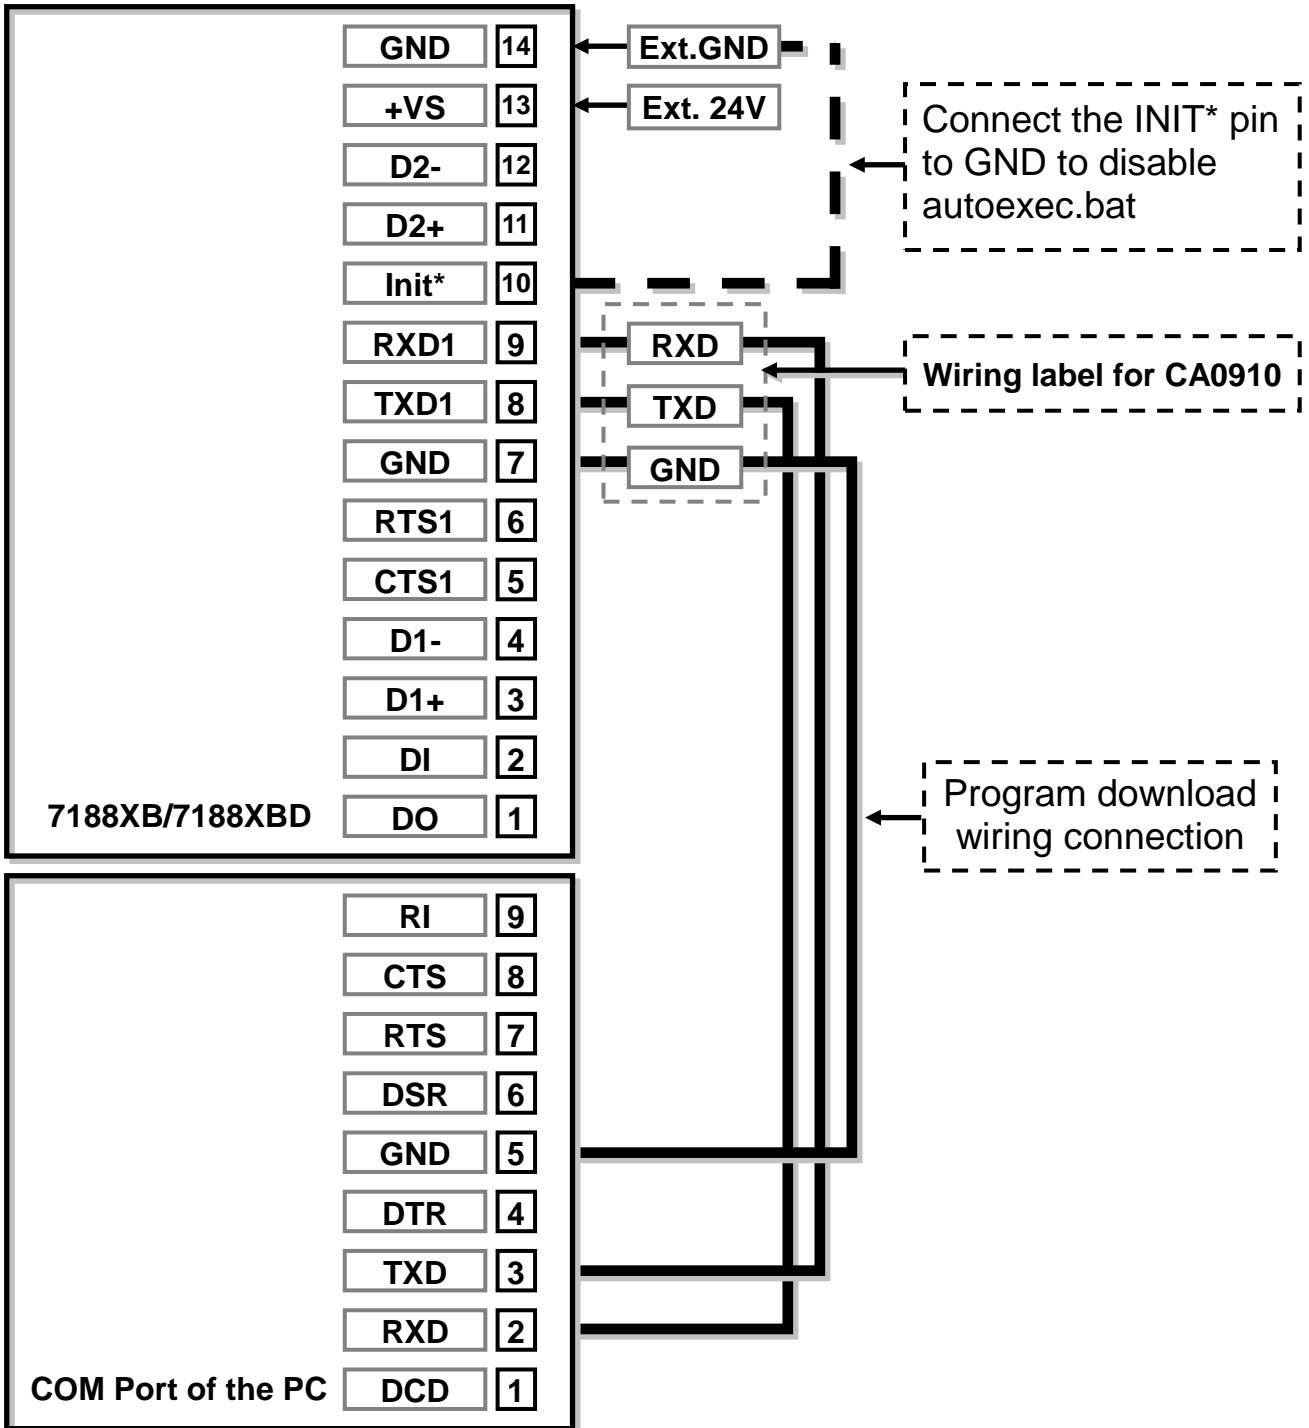 GND 14 Ext.GND
+VS 13 Ext. 24V
D2- 12
D2+ 11
Init* 10
RXD1 9 RXD
TXD1 8 TXD
GND 7 GND
RTS1 6
CTS1 5
D1- 4
D1+ 3
DI 2
7188XB/7188XBD DO 1
Connect the INIT* pin
to GND to disable
autoexec.bat
Wiring label for CA0910
Program download
wiring connection
RI 9
CTS 8
RTS 7
DSR 6
GND 5
DTR 4
TXD 3
RXD 2
COM Port of the PC DCD 1